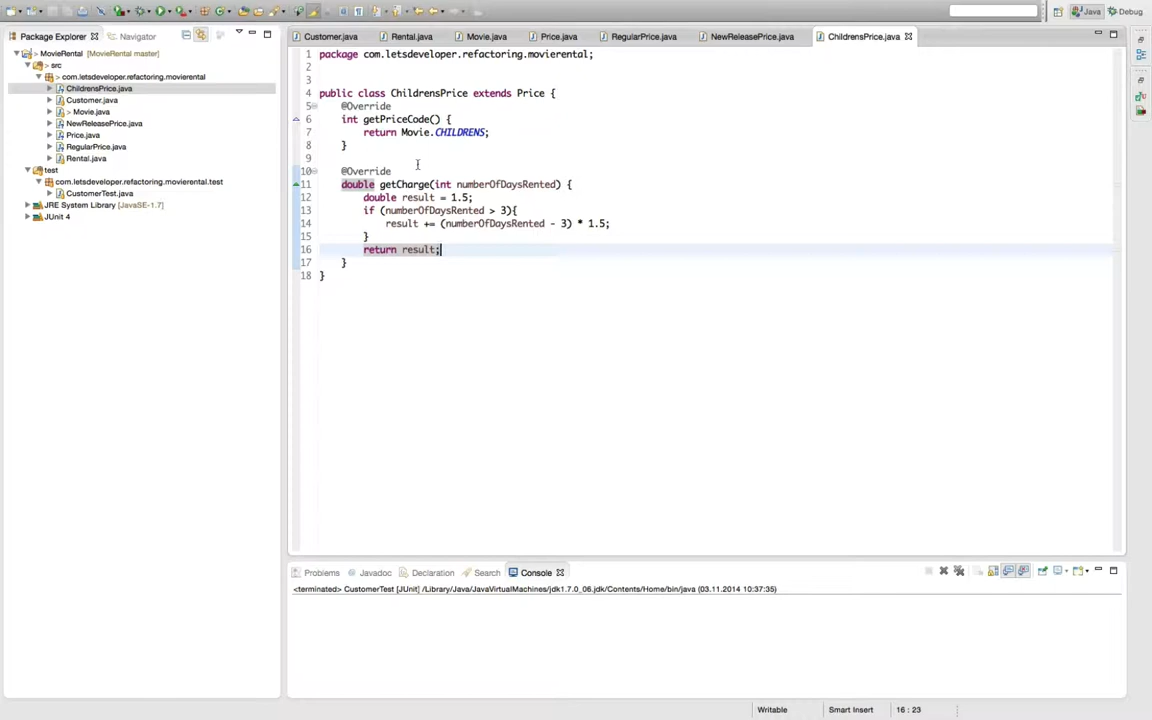 Java
Debug
Package Explorer
Navigator
Customer.java
Rental.java
Movie.java
Price.java
RegularPrice.java
NewReleasePrice.java
ChildrensPrice.java
> MovieRental [MovieRental master]
> src
> com.letsdeveloper.refactoring.movierental
ChildrensPrice.java
Customer.java
> Movie.java
NewReleasePrice.java
Price.java
RegularPrice.java
Rental.java
test
com.letsdeveloper.refactoring.movierental.test
CustomerTest.java
JRE System Library [JavaSE-1.7]
JUnit 4
1 package com.letsdeveloper.refactoring.movierental;
2
3
4 public class ChildrensPrice extends Price {
5 @Override
6 int getPriceCode() {
7 return Movie.CHILDRENS;
8 }
9
10 @Override
11 double getCharge(int numberOfDaysRented) {
12 double result = 1.5;
13 if (numberOfDaysRented > 3){
14 result += (numberOfDaysRented - 3) * 1.5;
15 }
16 return result;
17 }
18 }
Problems
Javadoc
Declaration
Search
Console
<terminated> CustomerTest [JUnit] /Library/Java/JavaVirtualMachines/jdk1.7.0_06.jdk/Contents/Home/bin/java (03.11.2014 10:37:35)
Writable
Smart Insert
16 : 23